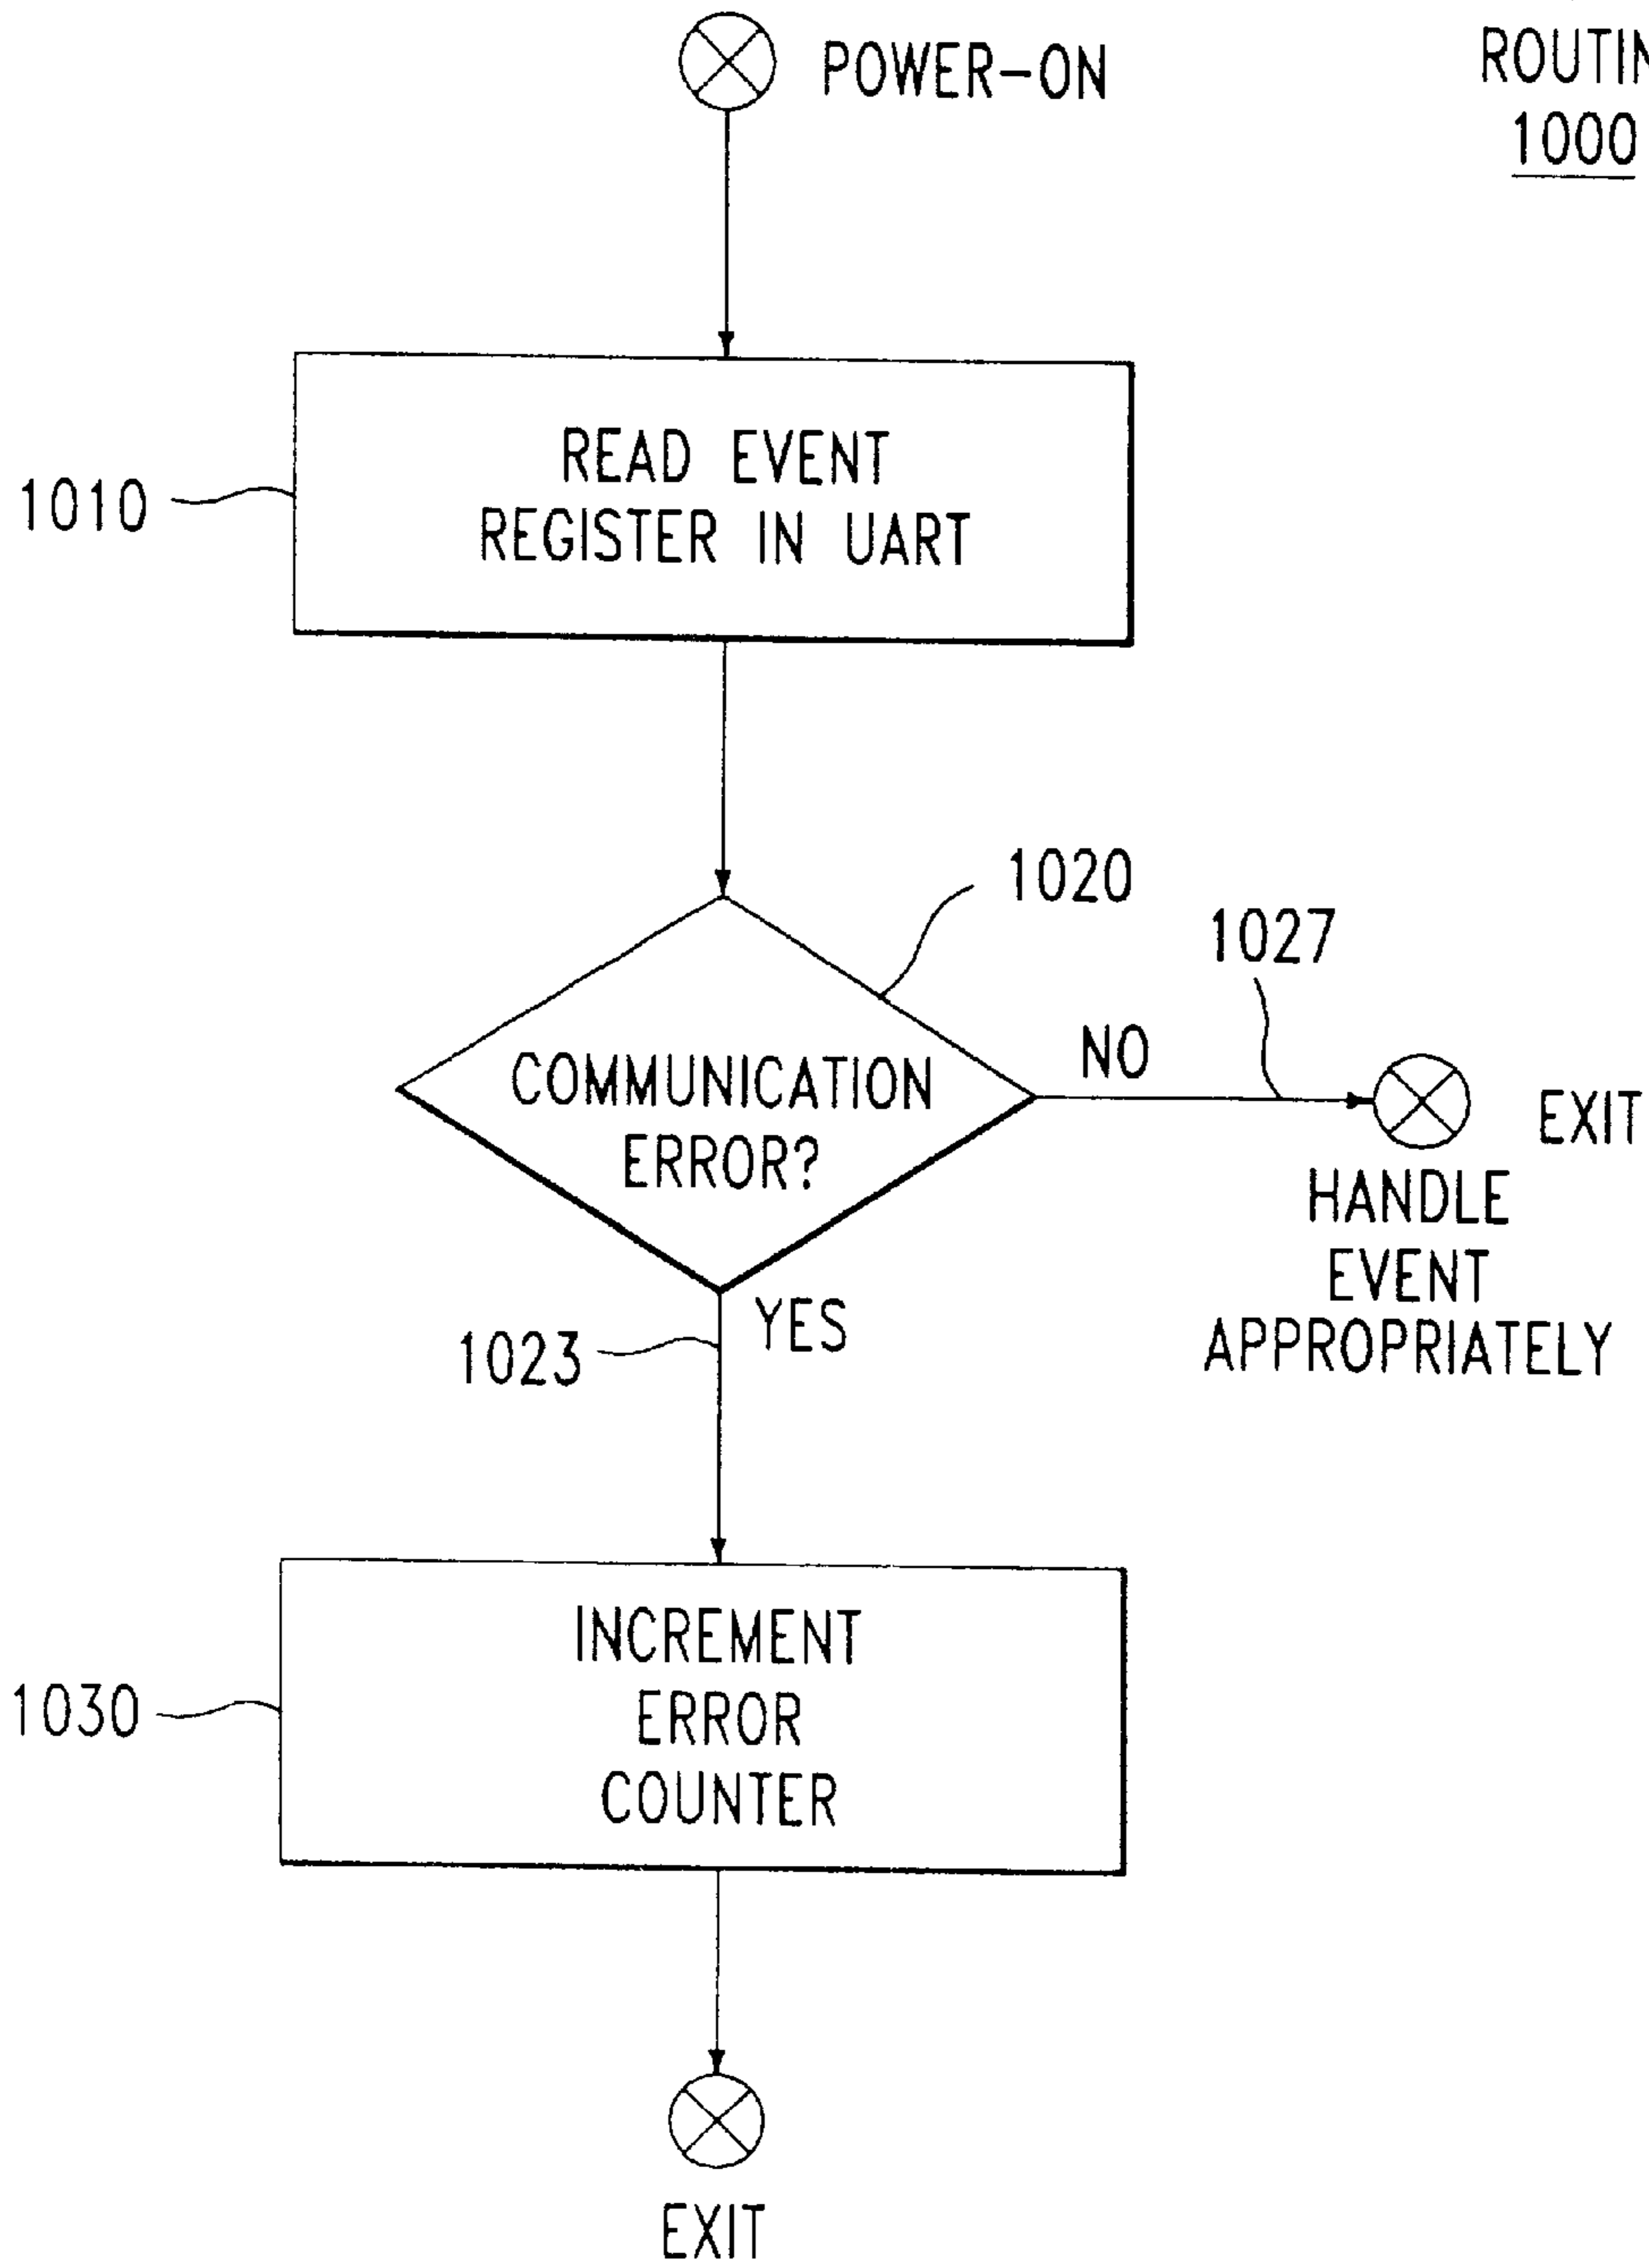 POWER-ON
ROUTIN
1000
READ EVENT
REGISTER IN UART
1010
1020
1027
COMMUNICATION
ERROR?
NO
EXIT
HANDLE
EVENT
APPROPRIATELY
YES
1023
INCREMENT
ERROR
COUNTER
1030
EXIT